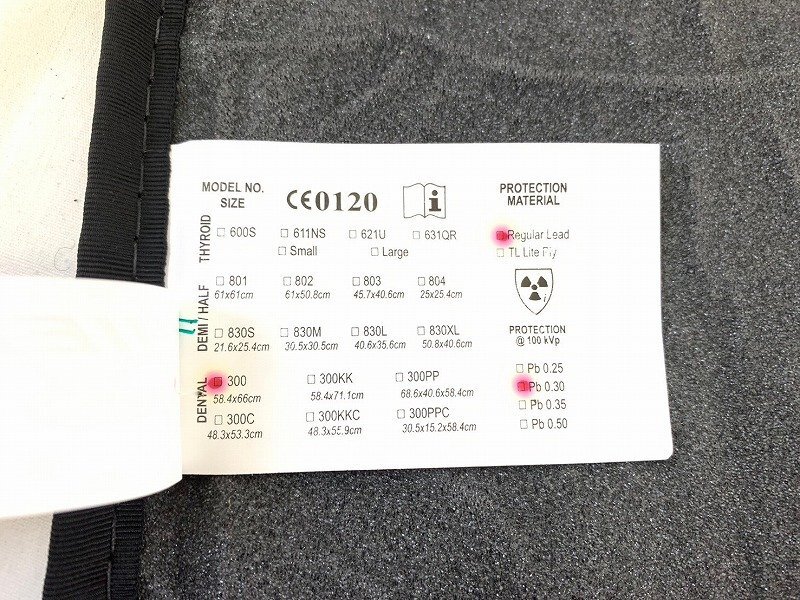 MODEL NO.
SIZE
CE0120
i
PROTECTION
MATERIAL
THYROID
600S
611NS
621U
631QR
Small
Large
Regular Lead
TL Lite Fly
DEMI / HALF
801
802
803
804
61x61cm
61x50.8cm
45.7x40.6cm
25x25.4cm
830S
830M
830L
830XL
21.6x25.4cm
30.5x30.5cm
40.6x35.6cm
50.8x40.6cm
PROTECTION
@ 100 kVp
DENTAL
300
300KK
300PP
58.4x66cm
58.4x71.1cm
68.6x40.6x58.4cm
300C
300KKC
300PPC
48.3x53.3cm
48.3x55.9cm
30.5x15.2x58.4cm
Pb 0.25
Pb 0.30
Pb 0.35
Pb 0.50